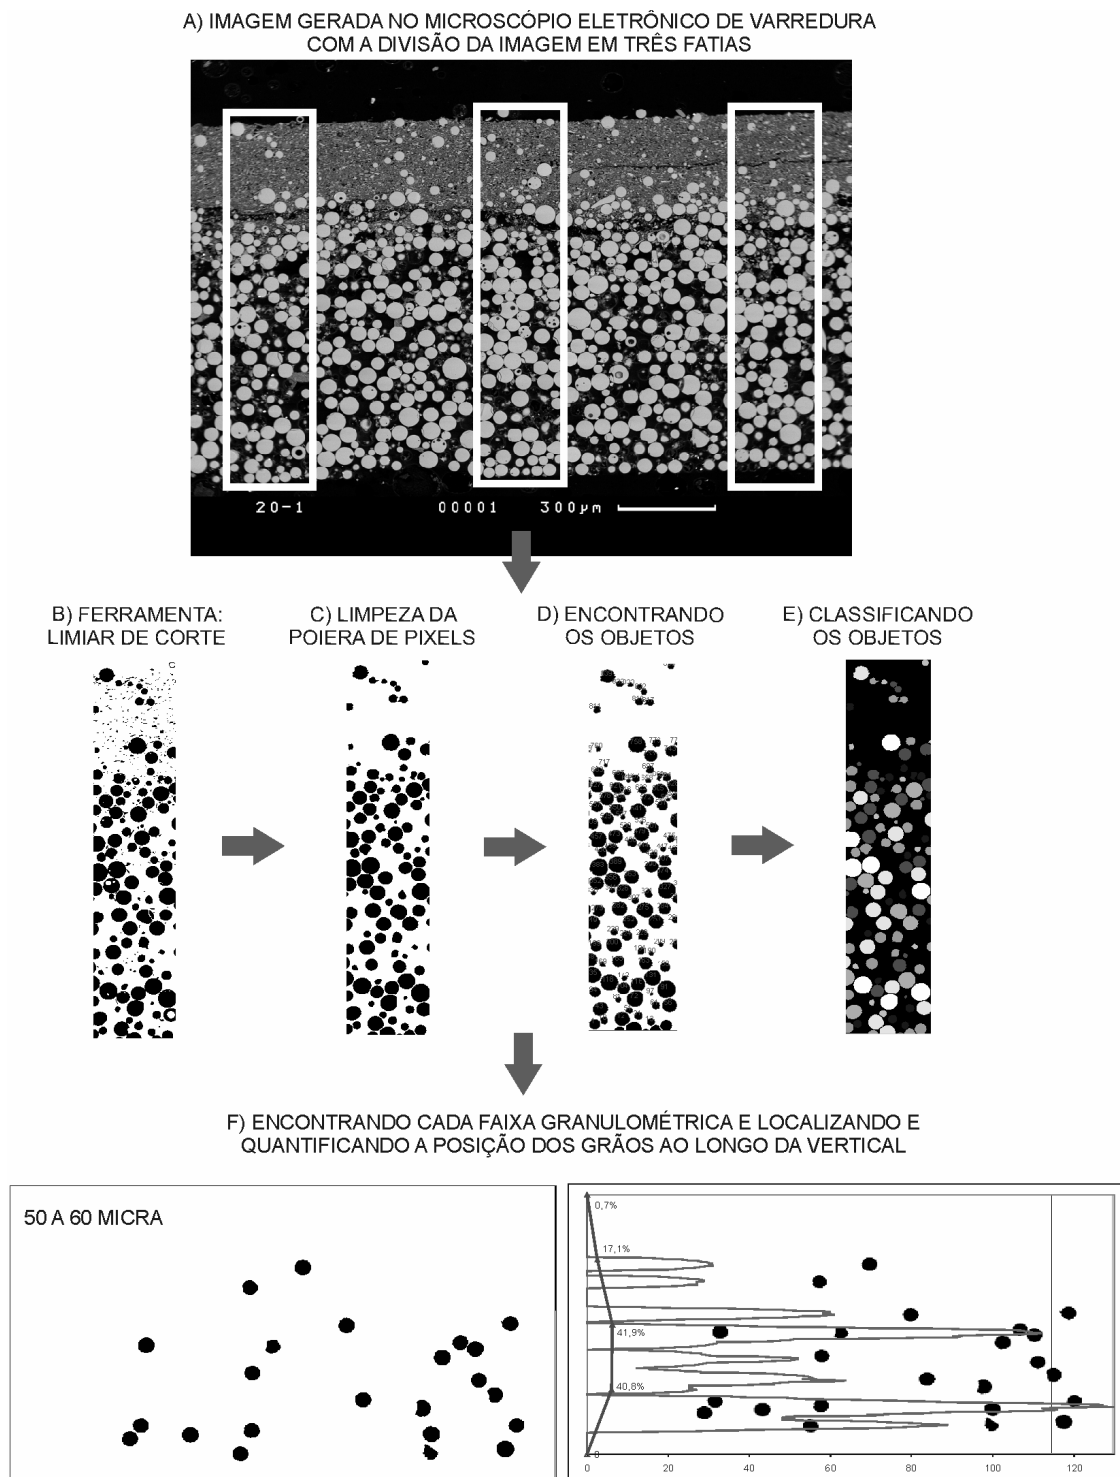 A) IMAGEM GERADA NO MICROSCÓPIO ELETRÔNICO DE VARREDURA
COM A DIVISÃO DA IMAGEM EM TRÊS FATIAS
20-1 00001 300µm
B) FERRAMENTA:
LIMIAR DE CORTE
C) LIMPEZA DA
POIERA DE PIXELS
D) ENCONTRANDO
OS OBJETOS
E) CLASSIFICANDO
OS OBJETOS
F) ENCONTRANDO CADA FAIXA GRANULOMÉTRICA E LOCALIZANDO E
QUANTIFICANDO A POSIÇÃO DOS GRÃOS AO LONGO DA VERTICAL
50 A 60 MICRA
0,7%
17,1%
41,9%
40,8%
0
0 20 40 60 80 100 120